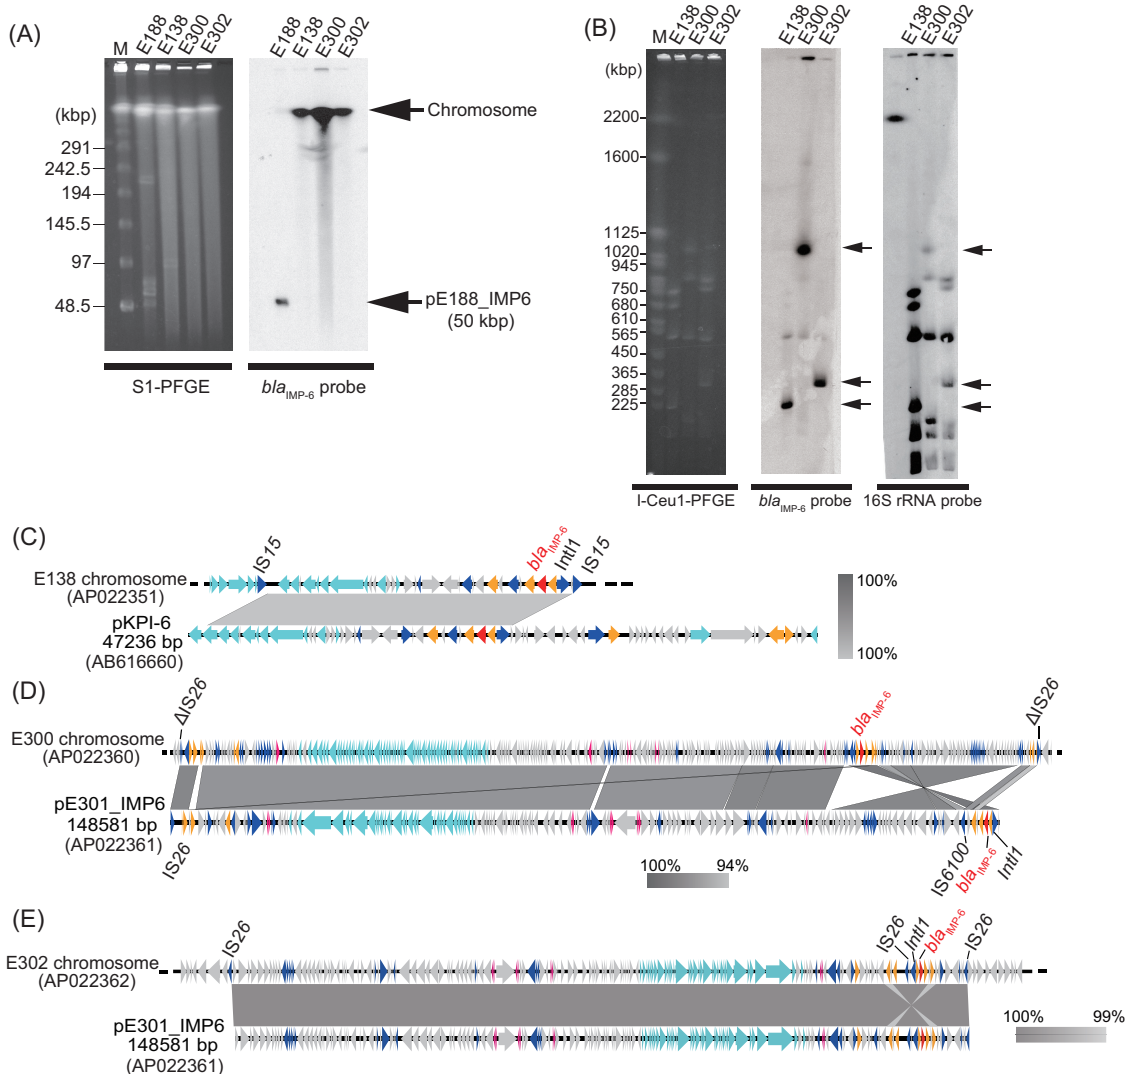 (A)
M E188 E138 E300 E302
E188 E138 E300 E302
(kbp)
291
242.5
194
145.5
97
48.5
Chromosome
pE188_IMP6
(50 kbp)
S1-PFGE
blaIMP-6 probe
(B)
M E138 E300 E302
E138 E300 E302
E138 E300 E302
(kbp)
2200
1600
1125
1020
945
750
680
610
565
450
365
285
225
I-Ceu1-PFGE
blaIMP-6 probe
16S rRNA probe
(C)
IS15
blaIMP-6
IntI1
IS15
E138 chromosome
(AP022351)
pKPI-6
47236 bp
(AB616660)
100%
100%
(D)
ΔIS26
blaIMP-6
ΔIS26
E300 chromosome
(AP022360)
pE301_IMP6
148581 bp
(AP022361)
IS26
IS6100
blaIMP-6
IntI1
100% 94%
(E)
IS26
IS26
IntI1
blaIMP-6
IS26
E302 chromosome
(AP022362)
pE301_IMP6
148581 bp
(AP022361)
100% 99%